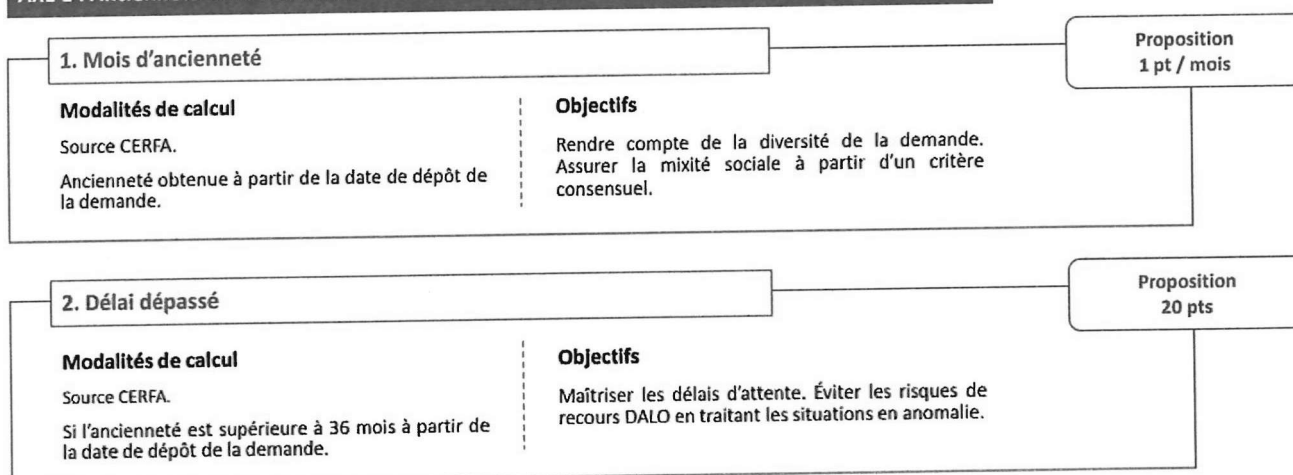 1. Mois d'ancienneté
Proposition
1 pt / mois
Modalités de calcul
Source CERFA.
Ancienneté obtenue à partir de la date de dépôt de
la demande.
Objectifs
Rendre compte de la diversité de la demande.
Assurer la mixité sociale à partir d'un critère
consensuel.
2. Délai dépassé
Proposition
20 pts
Modalités de calcul
Source CERFA.
Si l'ancienneté est supérieure à 36 mois à partir de
la date de dépôt de la demande.
Objectifs
Maîtriser les délais d'attente. Éviter les risques de
recours DALO en traitant les situations en anomalie.